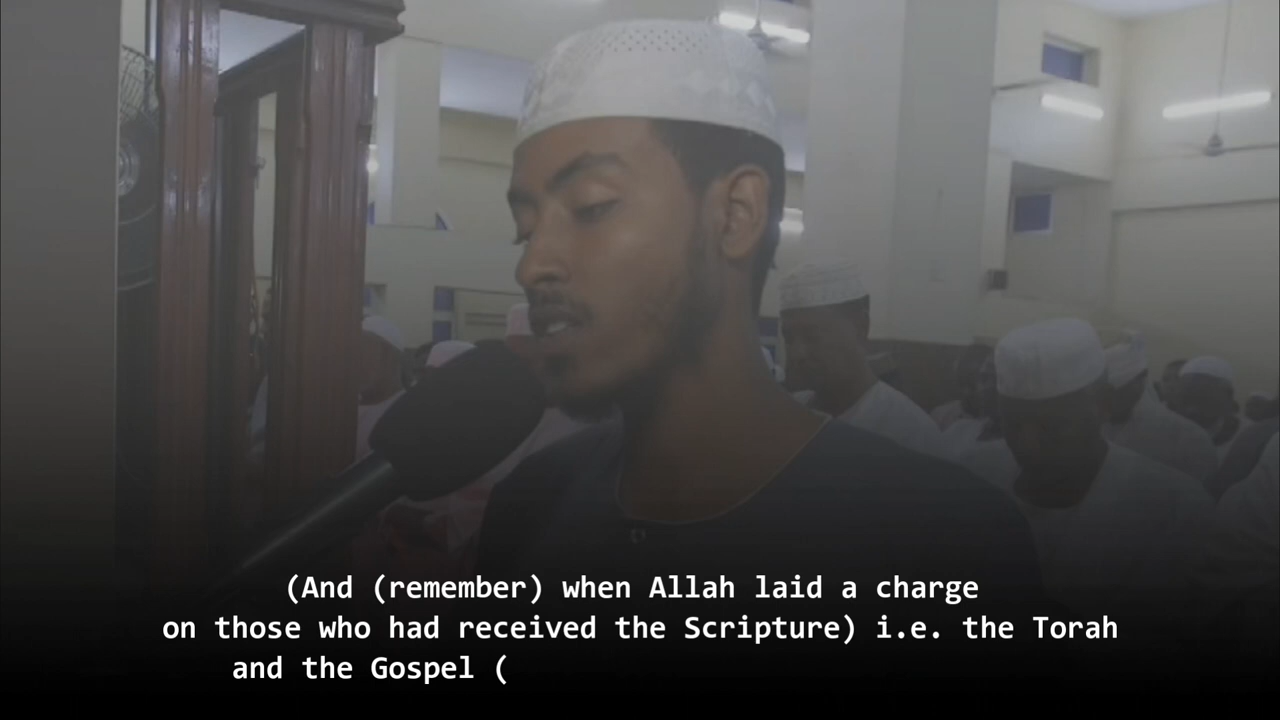 (And (remember) when Allah laid a charge
on those who had received the Scripture) i.e. the Torah
and the Gospel (